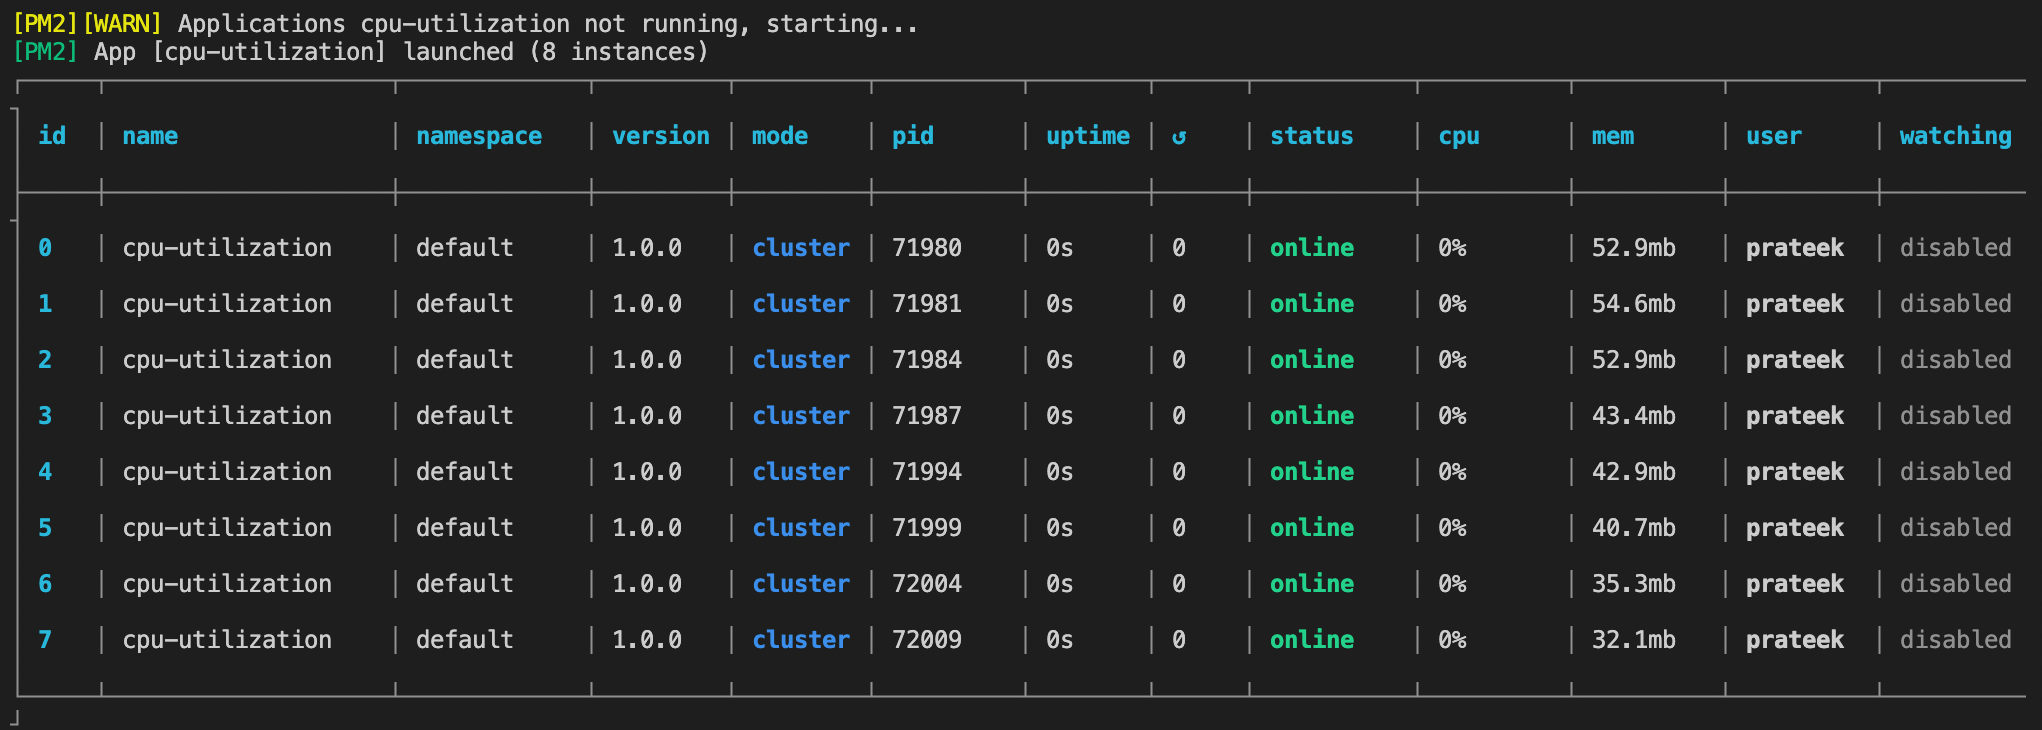 [PM2][WARN] Applications cpu-utilization not running, starting...
[PM2] App [cpu-utilization] launched (8 instances)
id │ name │ namespace │ version │ mode │ pid │ uptime │ ↺ │ status │ cpu │ mem │ user │ watching
0 │ cpu-utilization │ default │ 1.0.0 │ cluster │ 71980 │ 0s │ 0 │ online │ 0% │ 52.9mb │ prateek │ disabled
1 │ cpu-utilization │ default │ 1.0.0 │ cluster │ 71981 │ 0s │ 0 │ online │ 0% │ 54.6mb │ prateek │ disabled
2 │ cpu-utilization │ default │ 1.0.0 │ cluster │ 71984 │ 0s │ 0 │ online │ 0% │ 52.9mb │ prateek │ disabled
3 │ cpu-utilization │ default │ 1.0.0 │ cluster │ 71987 │ 0s │ 0 │ online │ 0% │ 43.4mb │ prateek │ disabled
4 │ cpu-utilization │ default │ 1.0.0 │ cluster │ 71994 │ 0s │ 0 │ online │ 0% │ 42.9mb │ prateek │ disabled
5 │ cpu-utilization │ default │ 1.0.0 │ cluster │ 71999 │ 0s │ 0 │ online │ 0% │ 40.7mb │ prateek │ disabled
6 │ cpu-utilization │ default │ 1.0.0 │ cluster │ 72004 │ 0s │ 0 │ online │ 0% │ 35.3mb │ prateek │ disabled
7 │ cpu-utilization │ default │ 1.0.0 │ cluster │ 72009 │ 0s │ 0 │ online │ 0% │ 32.1mb │ prateek │ disabled